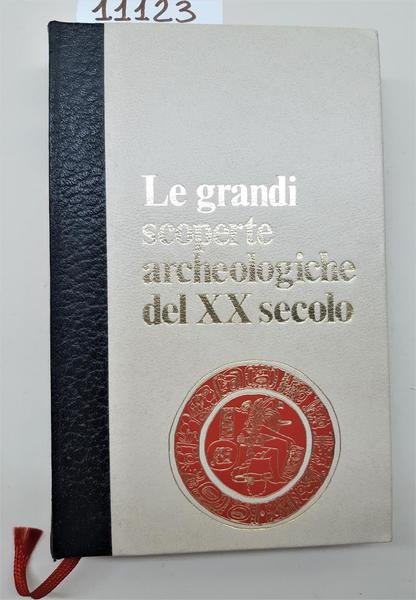 11123
Le grandi
scoperte
archeologiche
del XX secolo